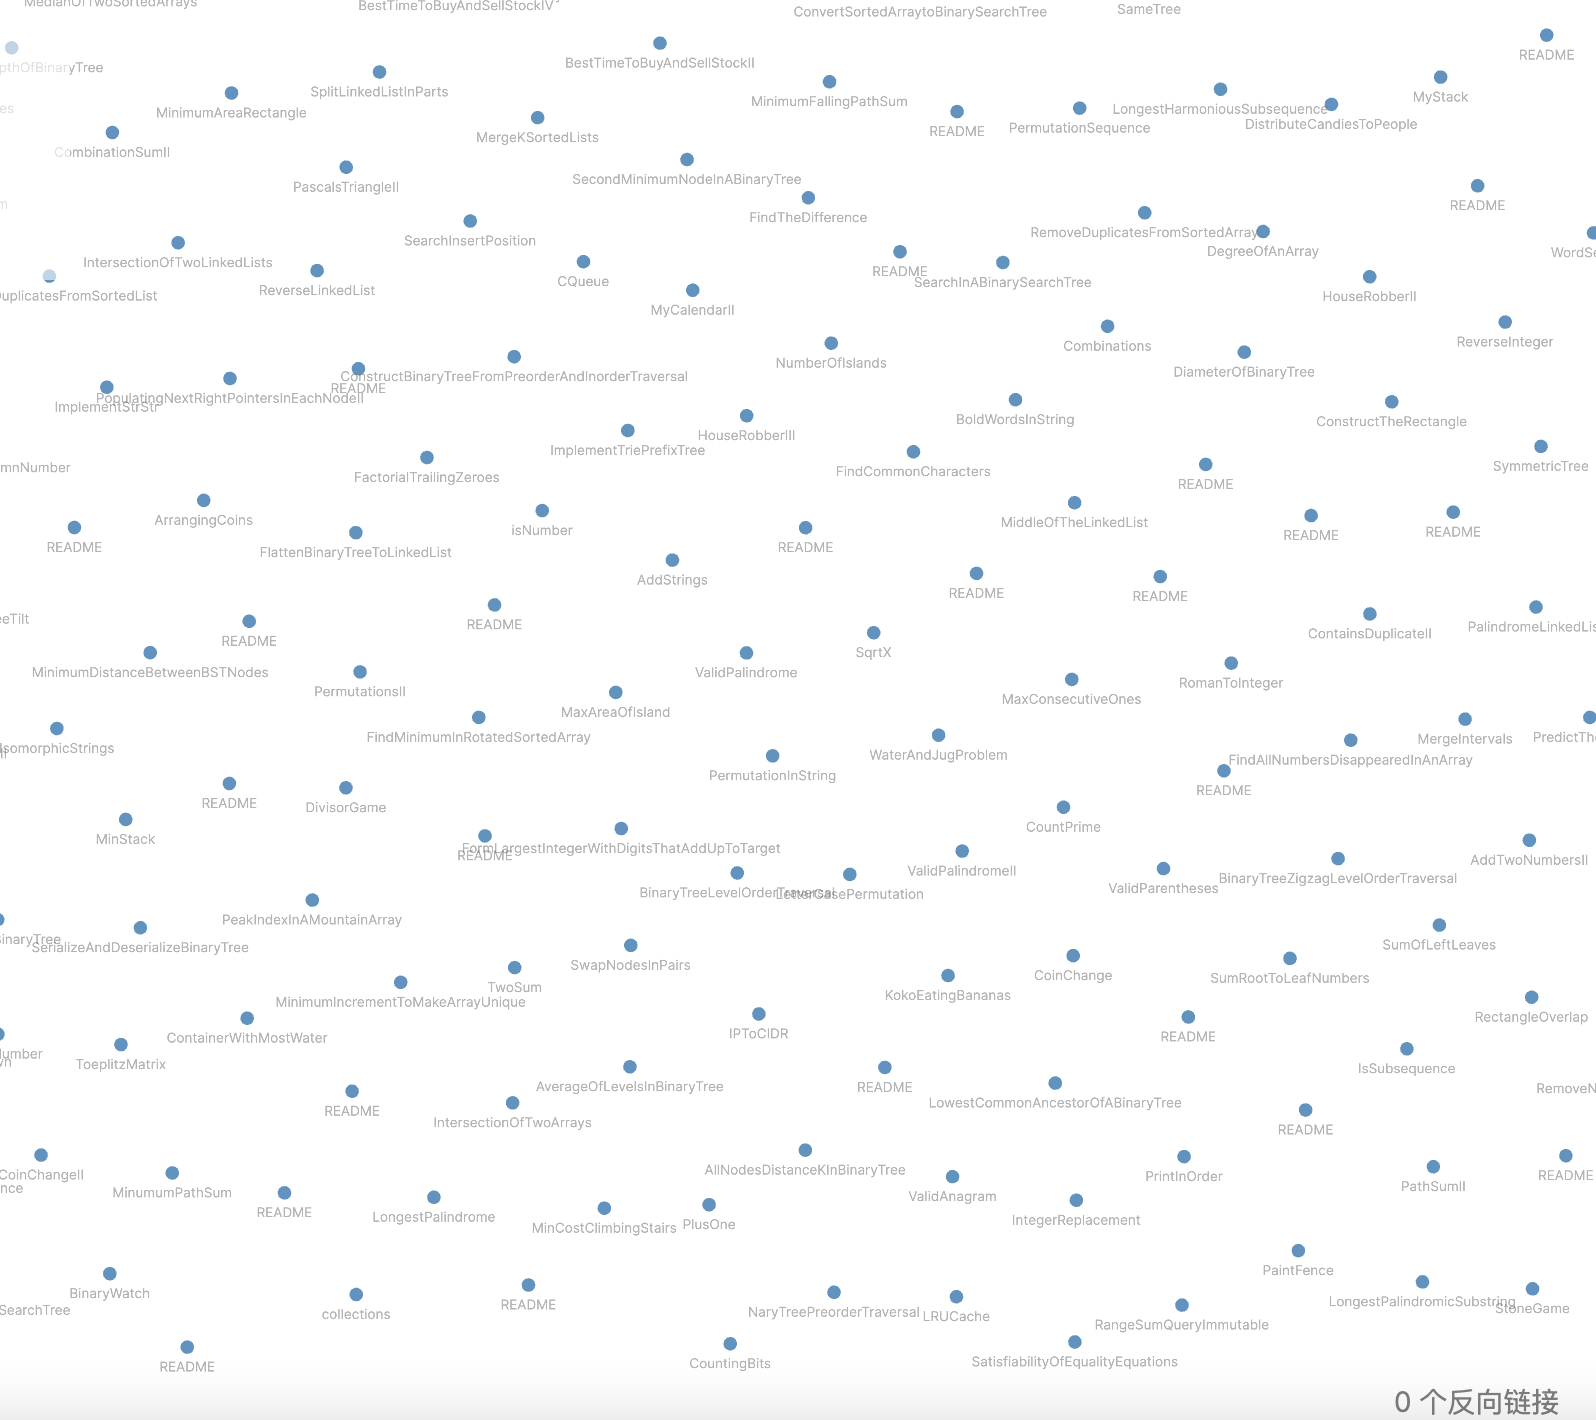 MedianOfTwoSortedArrays
BestTimeToBuyAndSellStockIV
ConvertSortedArraytoBinarySearchTree
SameTree
README
BestTimeToBuyAndSellStockII
pthOfBinaryTree
SplitLinkedListInParts
MyStack
MinimumFallingPathSum
es
MinimumAreaRectangle
LongestHarmoniousSubsequence
DistributeCandiesToPeople
PermutationSequence
README
MergeKSortedLists
CombinationSumII
SecondMinimumNodeInABinaryTree
PascalsTriangleII
m
README
FindTheDifference
RemoveDuplicatesFromSortedArray
SearchInsertPosition
DegreeOfAnArray
WordSe
IntersectionOfTwoLinkedLists
README
CQueue
SearchInABinarySearchTree
ReverseLinkedList
uplicatesFromSortedList
HouseRobberII
MyCalendarII
ReverseInteger
Combinations
NumberOfIslands
DiameterOfBinaryTree
ConstructBinaryTreeFromPreorderAndInorderTraversal
README
PopulatingNextRightPointersInEachNodeII
ImplementStrStr
BoldWordsInString
ConstructTheRectangle
HouseRobberIII
ImplementTriePrefixTree
SymmetricTree
mnNumber
FindCommonCharacters
FactorialTrailingZeroes
README
ArrangingCoins
MiddleOfTheLinkedList
isNumber
README
README
README
README
FlattenBinaryTreeToLinkedList
AddStrings
README
README
eTilt
README
PalindromeLinkedLis
ContainsDuplicateII
README
SqrtX
MinimumDistanceBetweenBSTNodes
ValidPalindrome
RomanToInteger
PermutationsII
MaxConsecutiveOnes
MaxAreaOfIsland
FindMinimumInRotatedSortedArray
MergeIntervals
PredictTh
IsomorphicStrings
WaterAndJugProblem
FindAllNumbersDisappearedInAnArray
PermutationInString
README
README
DivisorGame
CountPrime
MinStack
FormLargestIntegerWithDigitsThatAddUpToTarget
README
AddTwoNumbersII
ValidPalindromeII
BinaryTreeZigzagLevelOrderTraversal
ValidParentheses
BinaryTreeLevelOrderTraversal
LetterCasePermutation
PeakIndexInAMountainArray
inaryTree
SerializeAndDeserializeBinaryTree
SumOfLeftLeaves
SwapNodesInPairs
CoinChange
SumRootToLeafNumbers
TwoSum
KokoEatingBananas
MinimumIncrementToMakeArrayUnique
RectangleOverlap
IPToCIDR
README
ContainerWithMostWater
umber
ToeplitzMatrix
IsSubsequence
AverageOfLevelsInBinaryTree
README
RemoveN
LowestCommonAncestorOfABinaryTree
README
IntersectionOfTwoArrays
README
AllNodesDistanceKInBinaryTree
CoinChangeII
PrintInOrder
README
PathSumII
nce
MinumumPathSum
ValidAnagram
README
LongestPalindrome
IntegerReplacement
PlusOne
MinCostClimbingStairs
PaintFence
BinaryWatch
LongestPalindromicSubstring
StoneGame
README
SearchTree
NaryTreePreorderTraversal
collections
LRUCache
RangeSumQueryImmutable
SatisfiabilityOfEqualityEquations
CountingBits
README
0 个反向链接